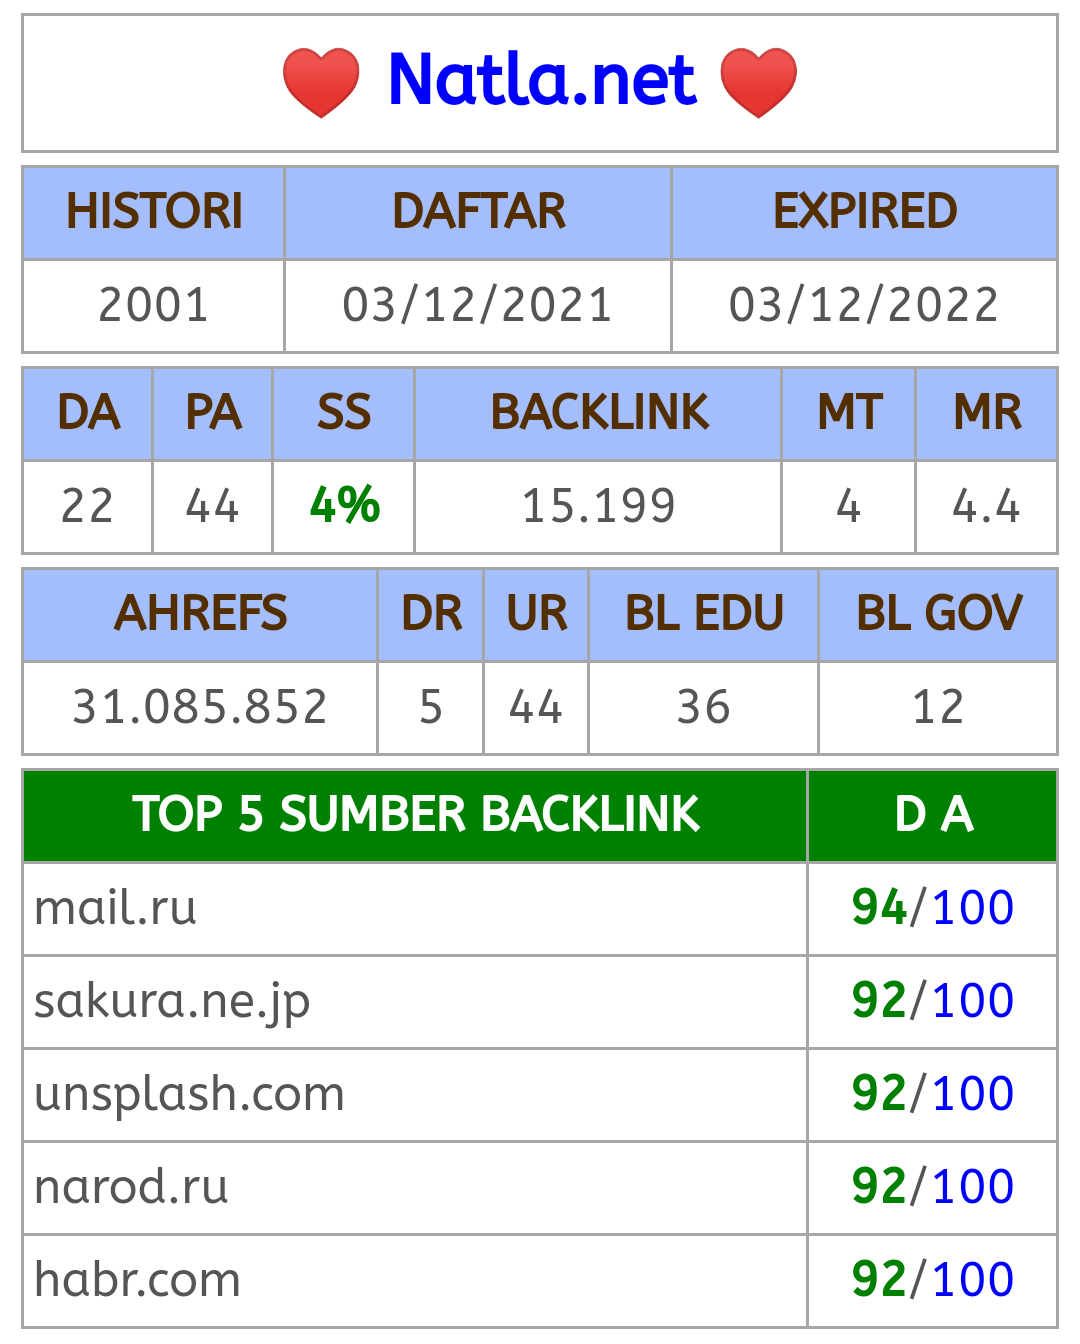 Natla.net
HISTORI DAFTAR EXPIRED
2001 03/12/2021 03/12/2022
DA PA SS BACKLINK MT MR
22 44 4% 15.199 4 4.4
AHREFS DR UR BL EDU BL GOV
31.085.852 5 44 36 12
TOP 5 SUMBER BACKLINK D A
mail.ru 94/100
sakura.ne.jp 92/100
unsplash.com 92/100
narod.ru 92/100
habr.com 92/100